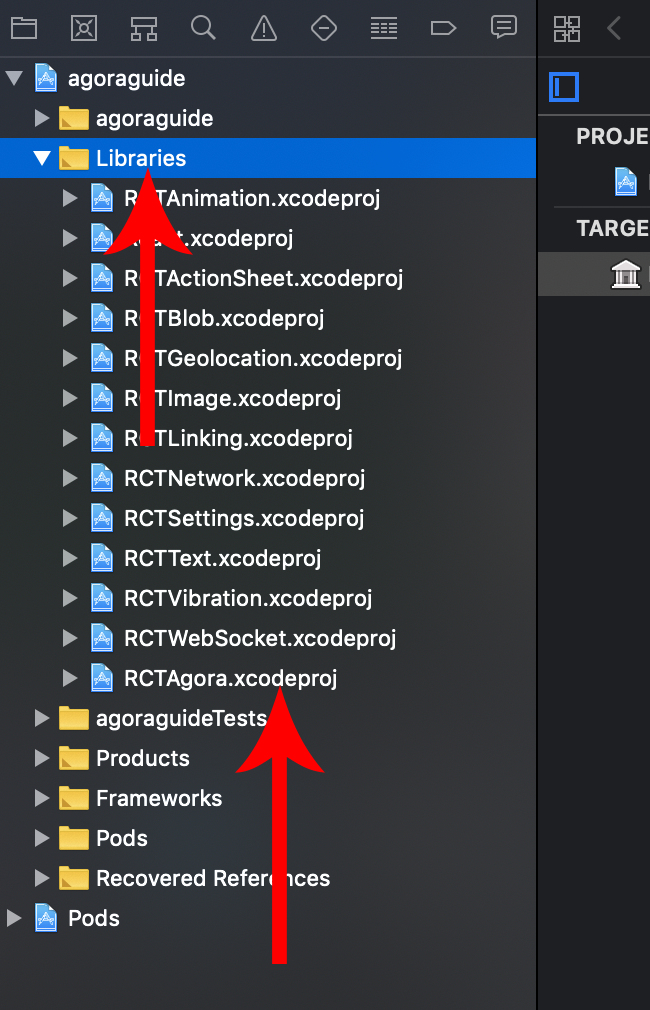 agoraguide
agoraguide
Libraries
PROJE
RCTAnimation.xcodeproj
TARGE
.xcodeproj
RCTActionSheet.xcodeproj
RCTBlob.xcodeproj
RCTGeolocation.xcodeproj
RCTImage.xcodeproj
RCTLinking.xcodeproj
RCTNetwork.xcodeproj
RCTSettings.xcodeproj
RCTText.xcodeproj
RCTVibration.xcodeproj
RCTWebSocket.xcodeproj
RCTAgora.xcodeproj
agoraguideTests
Products
Frameworks
Pods
Recovered References
Pods